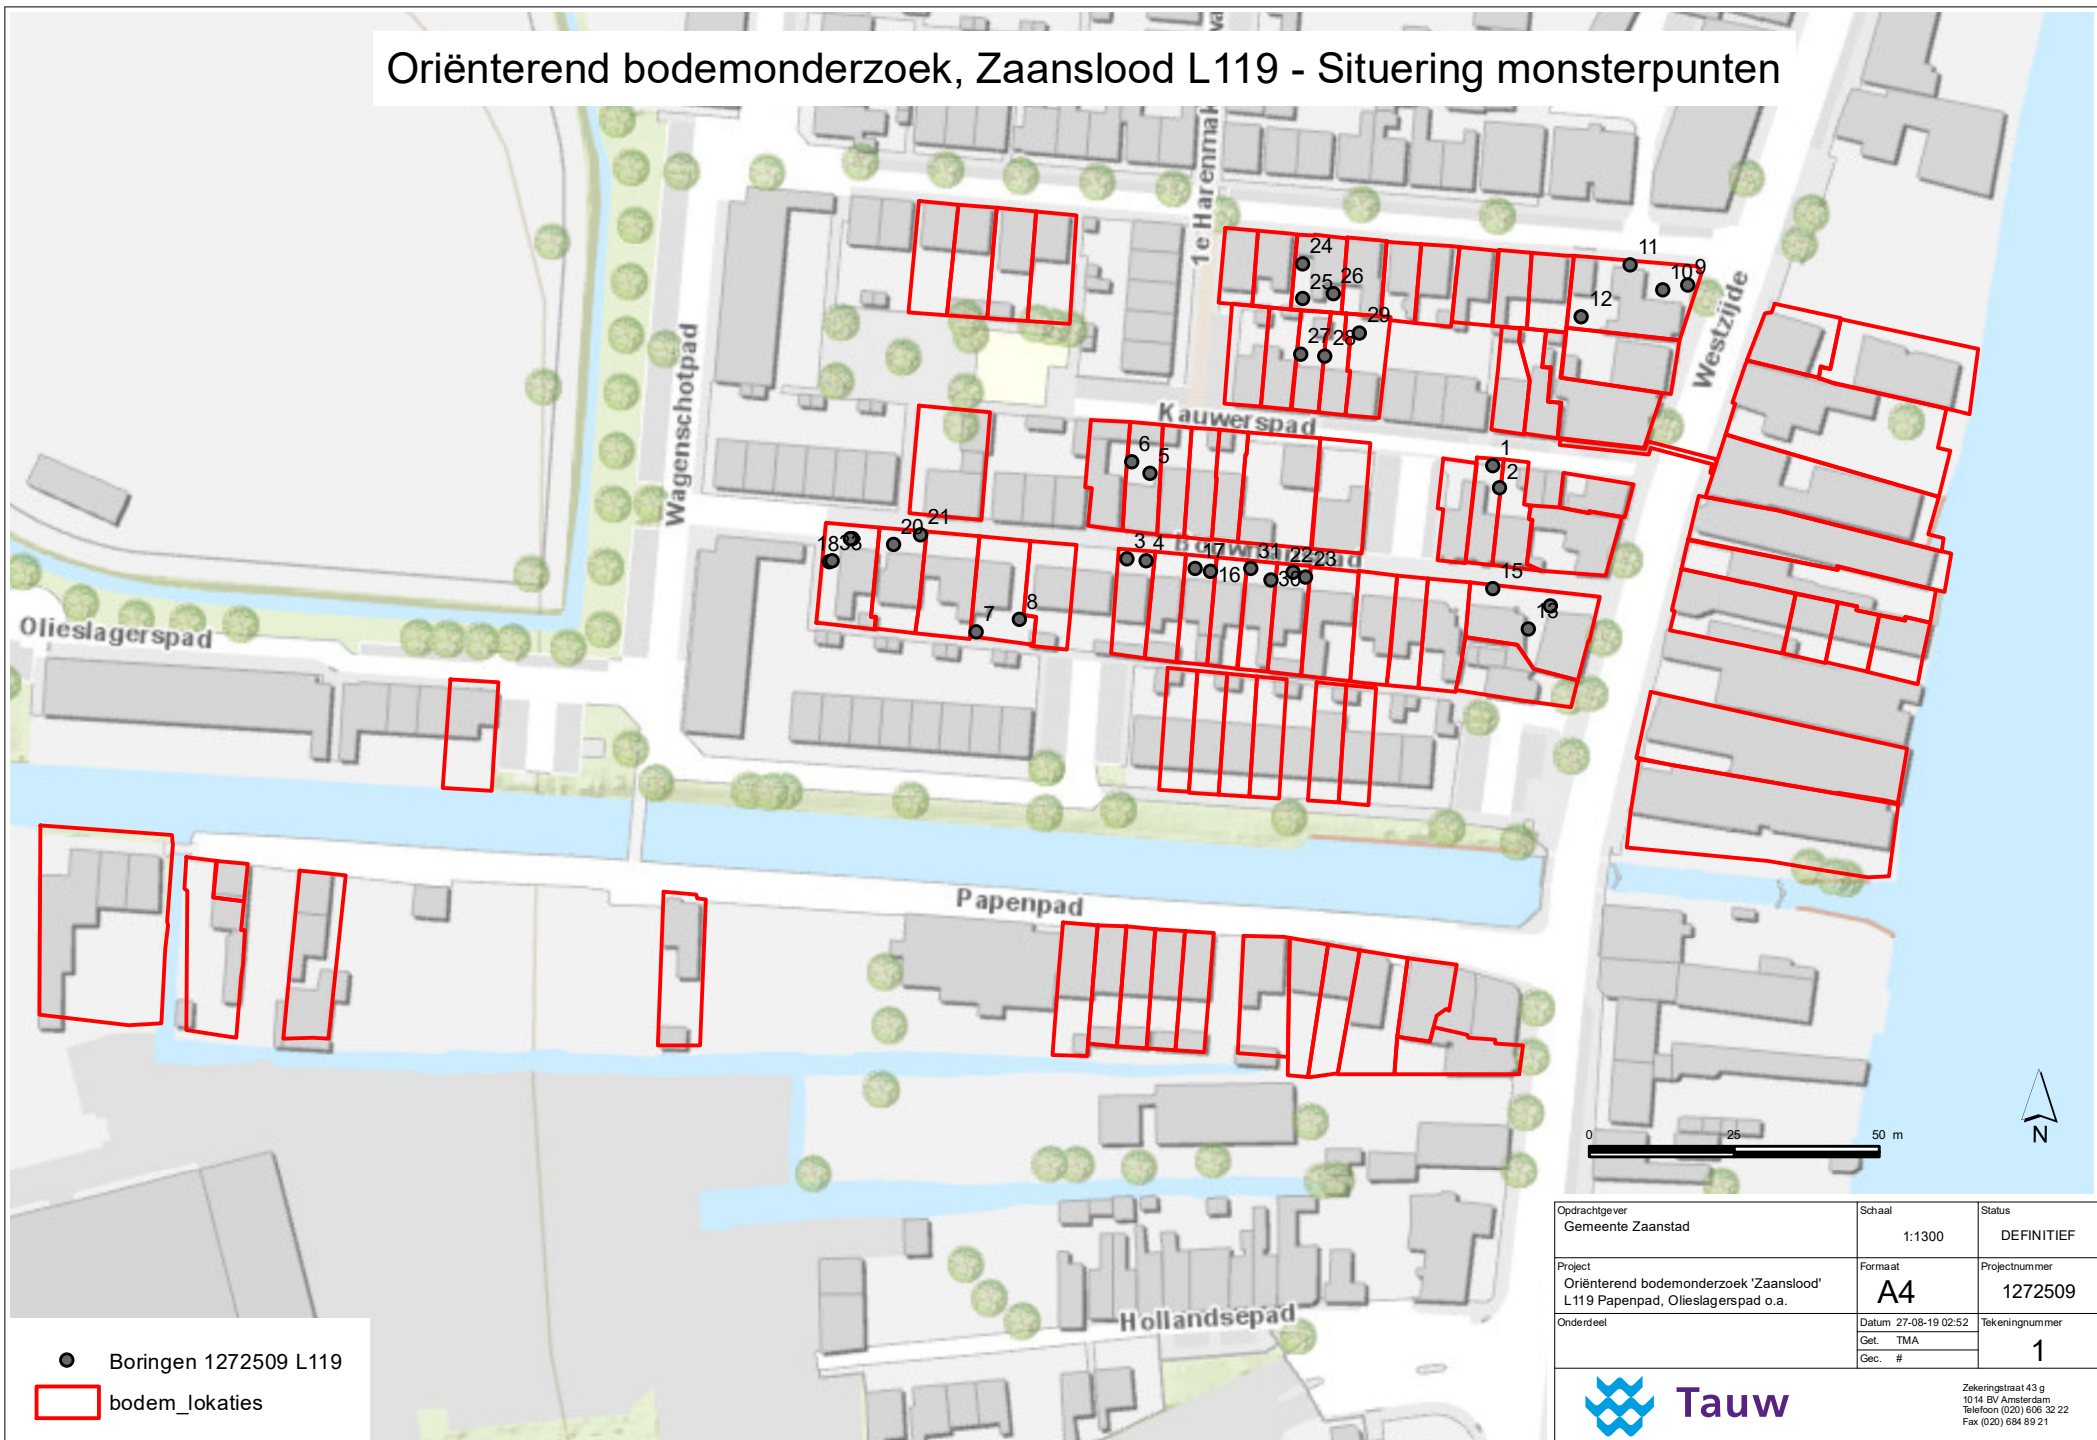 Oriënterend bodemonderzoek, Zaanslood L119 - Situering monsterpunten
1e Harenmak
24
25
26
11
10
9
12
29
27
28
Westzijde
Wagenschotpad
Kauwerspad
6
5
1
2
20
21
18
3
4
17
16
31
30
22
23
15
13
7
8
Olieslagerspad
Papenpad
Hollandsepad
0 25 50 m
N
Boringen 1272509 L119
bodem_lokaties
Opdrachtgever
Gemeente Zaanstad
Schaal
1:1300
Status
DEFINITIEF
Project
Oriënterend bodemonderzoek 'Zaanslood'
L119 Papenpad, Olieslagerspad o.a.
Formaat
A4
Projectnummer
1272509
Onderdeel
Datum 27-08-19 02:52
Get. TMA
Gec. #
Tekeningnummer
1
Tauw
Zekeringstraat 43 g
1014 BV Amsterdam
Telefoon (020) 606 32 22
Fax (020) 684 89 21